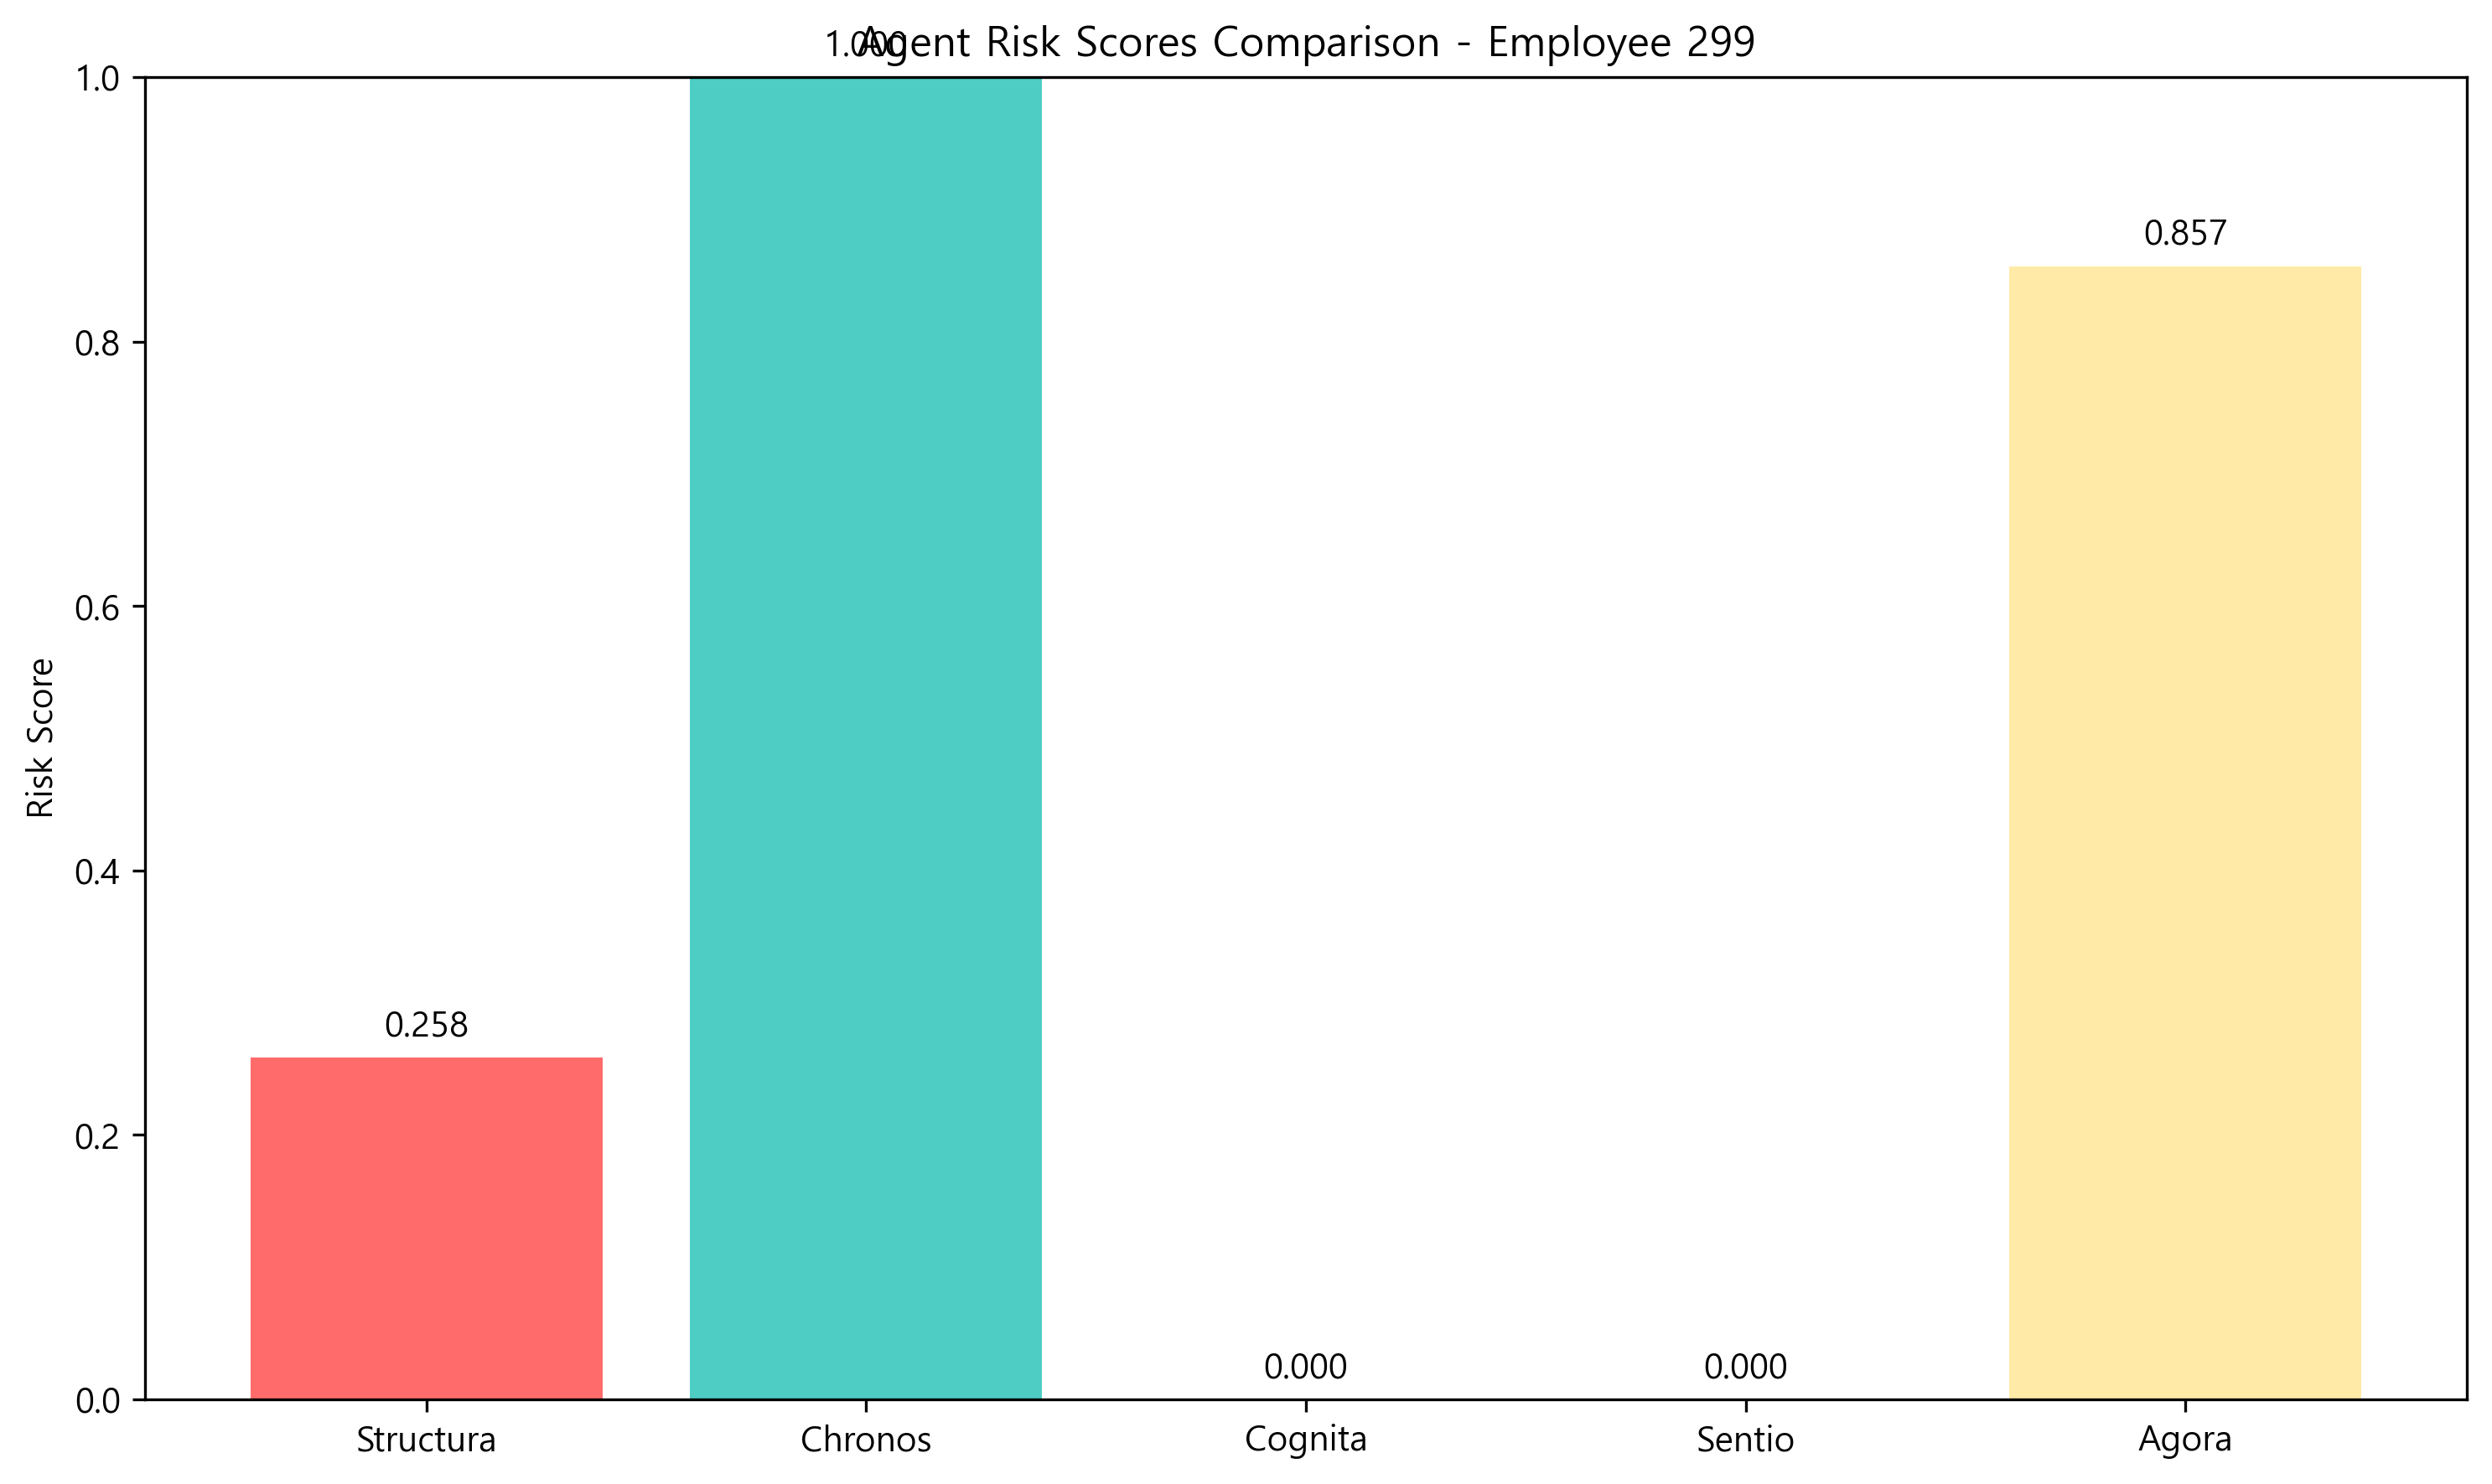 Agent Risk Scores Comparison - Employee 299
1.000
1.0
0.857
0.8
0.6
Risk Score
0.4
0.258
0.2
0.000
0.000
0.0
Structura
Chronos
Cognita
Sentio
Agora